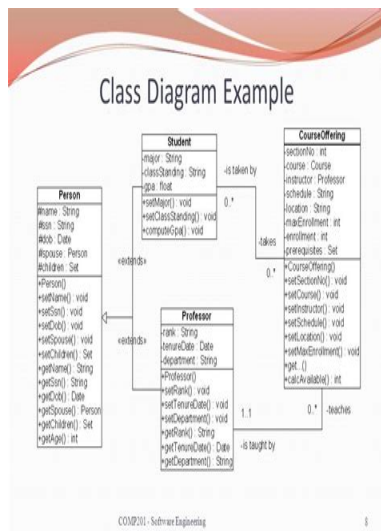 Class Diagram Example
Student
-major : String
-classStanding : String
-gpa : float
+setMajor() : void
+setClassStanding() : void
+computeGpa() : void
CourseOffering
-sectionNo : int
-course : Course
-instructor : Professor
-schedule : String
-location : String
-maxEnrollment : int
-enrollment : int
-prerequisites : Set
+CourseOffering()
+setSectionNo() : void
+setCourse() : void
+setInstructor() : void
+setSchedule() : void
+setLocation() : void
+setMaxEnrollment() : void
+get...()
+calcAvailable() : int
-is taken by
0..*
-takes
0..*
Person
#name : String
#ssn : String
#dob : Date
#spouse : Person
#children : Set
+Person()
+setName() : void
+setSsn() : void
+setDob() : void
+setSpouse() : void
+setChildren() : Set
+getName() : String
+getSsn() : String
+getDob() : Date
+getSpouse() : Person
+getChildren() : Set
+getAge() : int
«extends»
«extends»
Professor
-rank : String
-tenureDate : Date
-department : String
+Professor()
+setRank() : void
+setTenureDate() : void
+setDepartment() : void
+getRank() : String
+getTenureDate() : Date
+getDepartment() : String
1..1
0..*
-teaches
-is taught by
COMP201 - Software Engineering
8